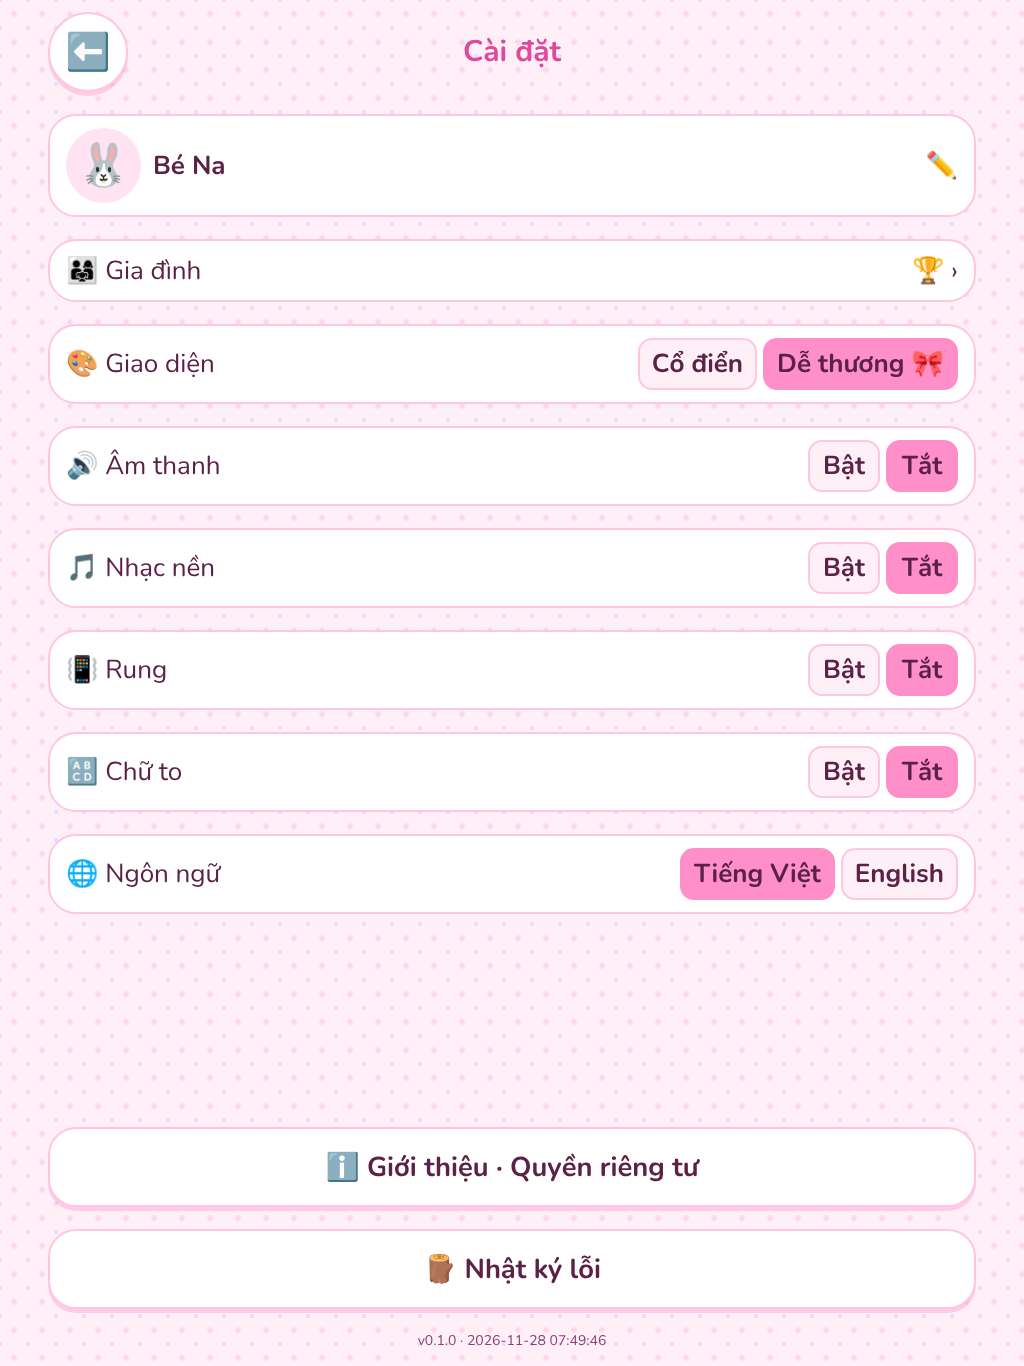 Cài đặt
Bé Na
Gia đình
Giao diện Cổ điển Dễ thương
Âm thanh Bật Tắt
Nhạc nền Bật Tắt
Rung Bật Tắt
Chữ to Bật Tắt
Ngôn ngữ Tiếng Việt English
Giới thiệu · Quyền riêng tư
Nhật ký lỗi
v0.1.0 · 2026-11-28 07:49:46